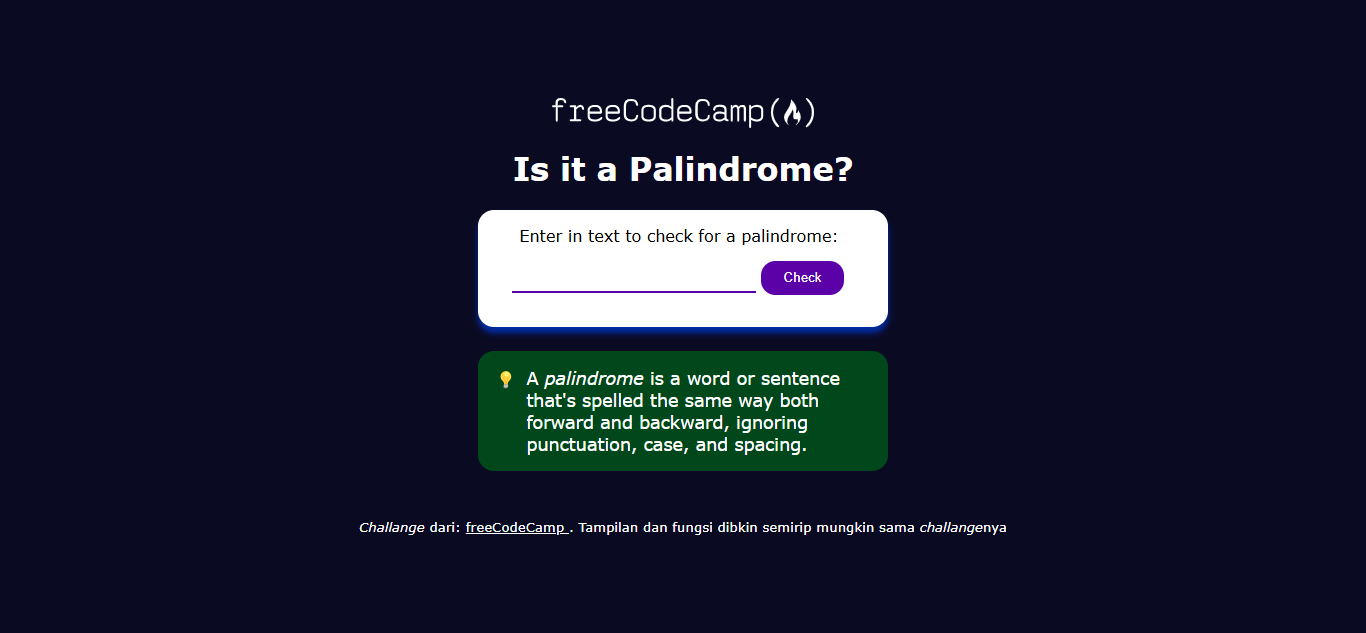 freeCodeCamp(🔥)
Is it a Palindrome?
Enter in text to check for a palindrome:
Check
💡 A palindrome is a word or sentence
that's spelled the same way both
forward and backward, ignoring
punctuation, case, and spacing.
Challange dari: freeCodeCamp . Tampilan dan fungsi dibkin semirip mungkin sama challangenya